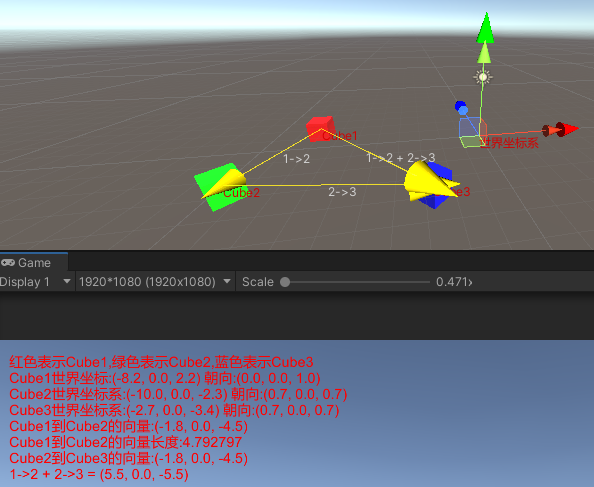 Cube1
1->2
1->2 + 2->3
世界坐标系
Cube2
2->3
Game
Display 1 1920*1080 (1920x1080) Scale 0.471›
红色表示Cube1,绿色表示Cube2,蓝色表示Cube3
Cube1世界坐标:(-8.2, 0.0, 2.2) 朝向:(0.0, 0.0, 1.0)
Cube2世界坐标系:(-10.0, 0.0, -2.3) 朝向:(0.7, 0.0, 0.7)
Cube3世界坐标系:(-2.7, 0.0, -3.4) 朝向:(0.7, 0.0, 0.7)
Cube1到Cube2的向量:(-1.8, 0.0, -4.5)
Cube1到Cube2的向量长度:4.792797
Cube2到Cube3的向量:(-1.8, 0.0, -4.5)
1->2 + 2->3 = (5.5, 0.0, -5.5)